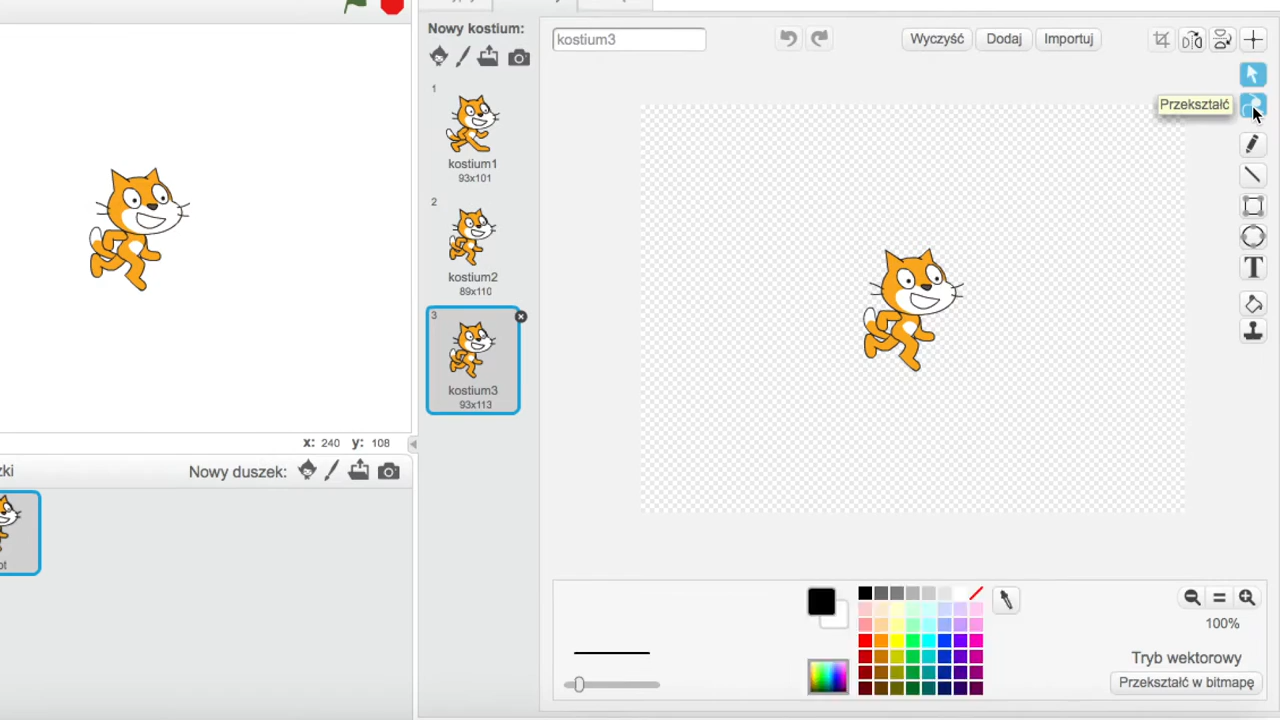 Nowy kostium:
kostium3
Wyczyść
Dodaj
Importuj
Przekształć
1
kostium1
93x101
2
kostium2
89x110
3
kostium3
93x113
x: 240 y: 108
Nowy duszek:
T
100%
Tryb wektorowy
Przekształć w bitmapę